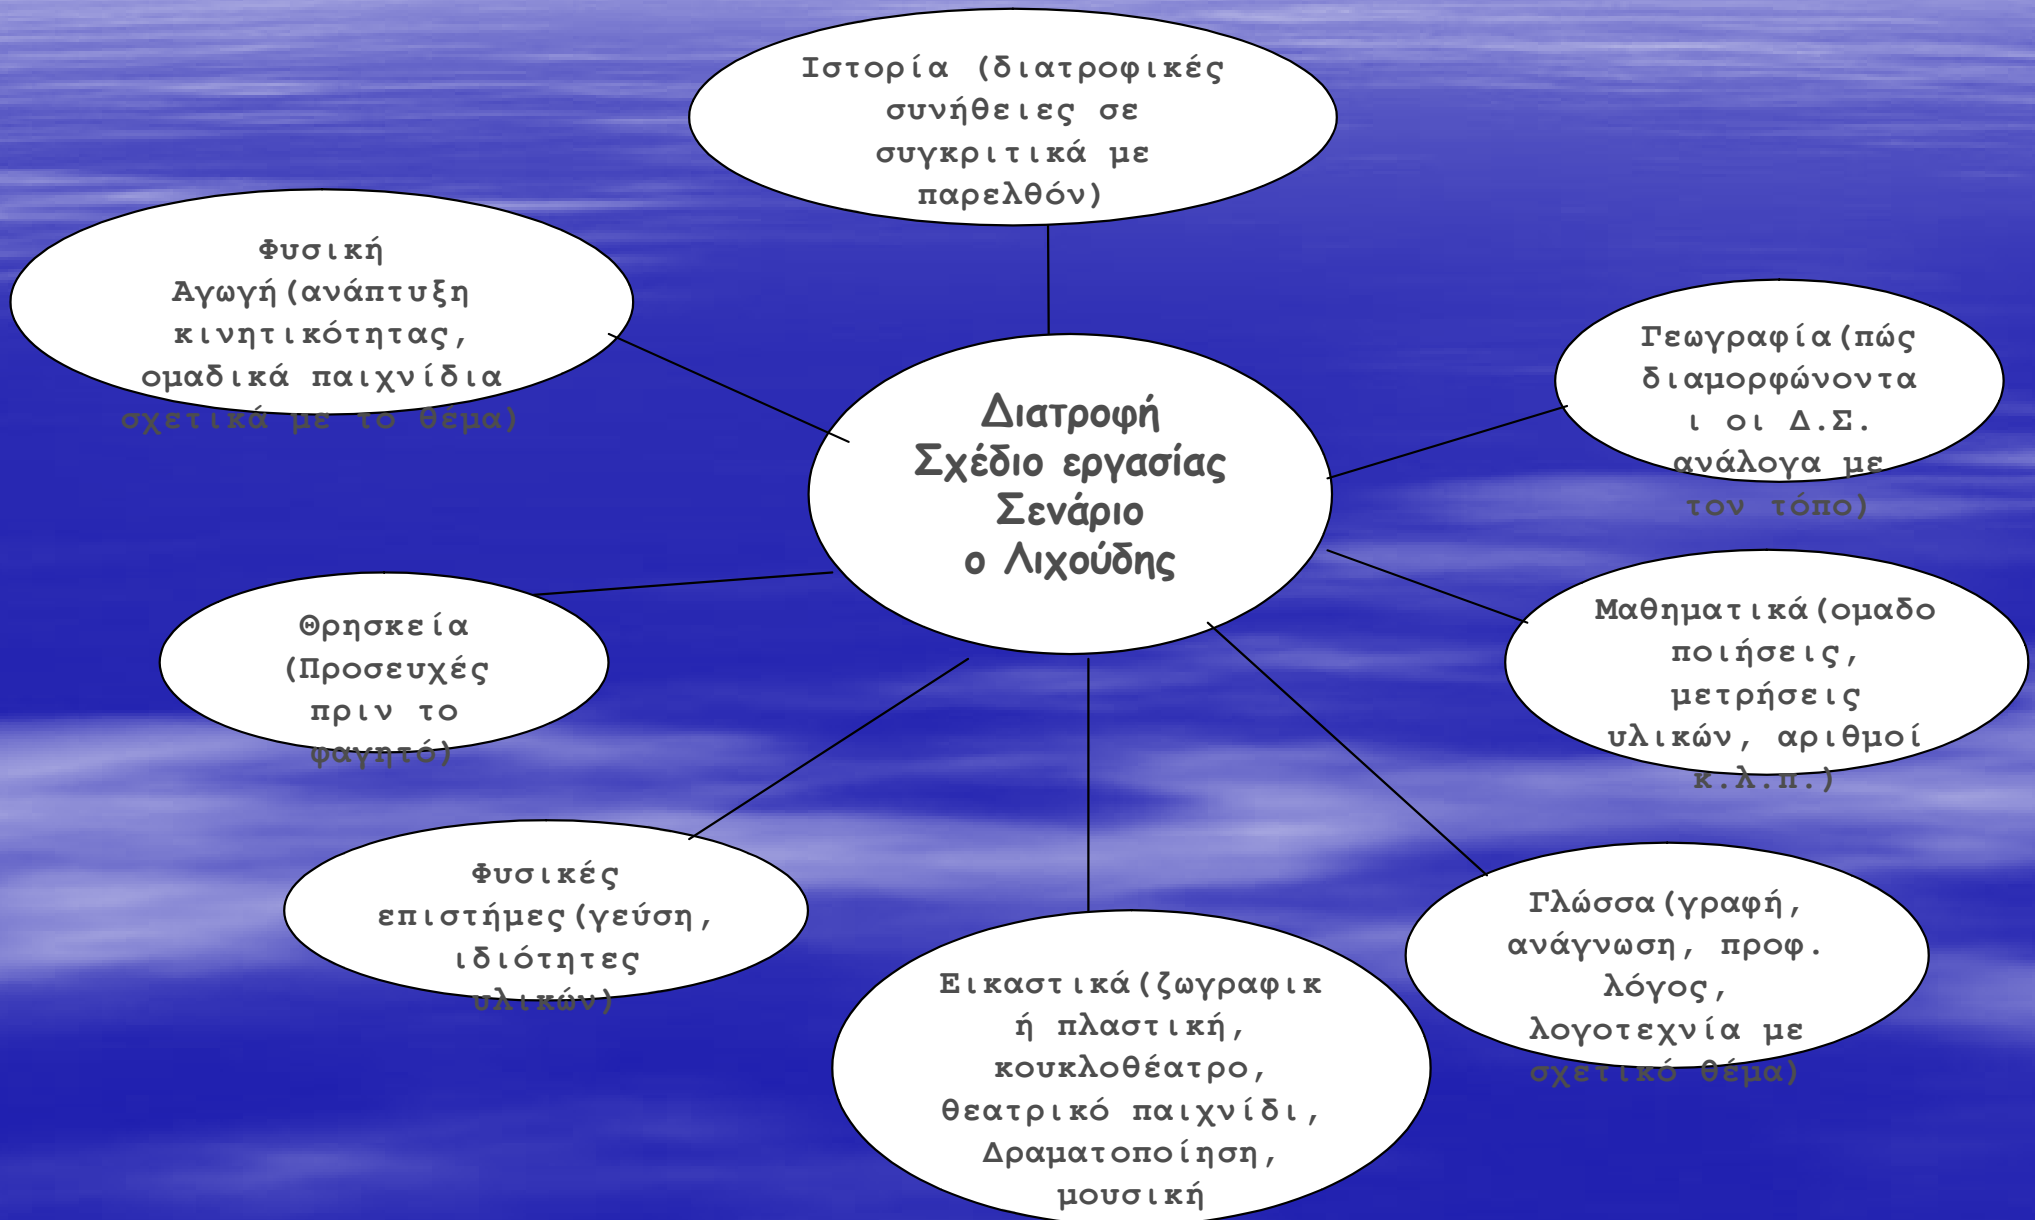 Ιστορία (διατροφικές
συνήθειες σε
συγκριτικά με
παρελθόν)
Φυσική
Αγωγή(ανάπτυξη
κινητικότητας,
ομαδικά παιχνίδια
σχετικά με το θέμα)
Γεωγραφία(πώς
διαμορφώνοντα
ι οι Δ.Σ.
ανάλογα με
τον τόπο)
Διατροφή
Σχέδιο εργασίας
Σενάριο
ο Λιχούδης
Θρησκεία
(Προσευχές
πριν το
φαγητό)
Μαθηματικά(ομαδο
ποιήσεις,
μετρήσεις
υλικών, αριθμοί
κ.λ.π.)
Φυσικές
επιστήμες(γεύση,
ιδιότητες
υλικών)
Εικαστικά(ζωγραφικ
ή πλαστική,
κουκλοθέατρο,
θεατρικό παιχνίδι,
Δραματοποίηση,
μουσική
Γλώσσα(γραφή,
ανάγνωση, προφ.
λόγος,
λογοτεχνία με
σχετικό θέμα)